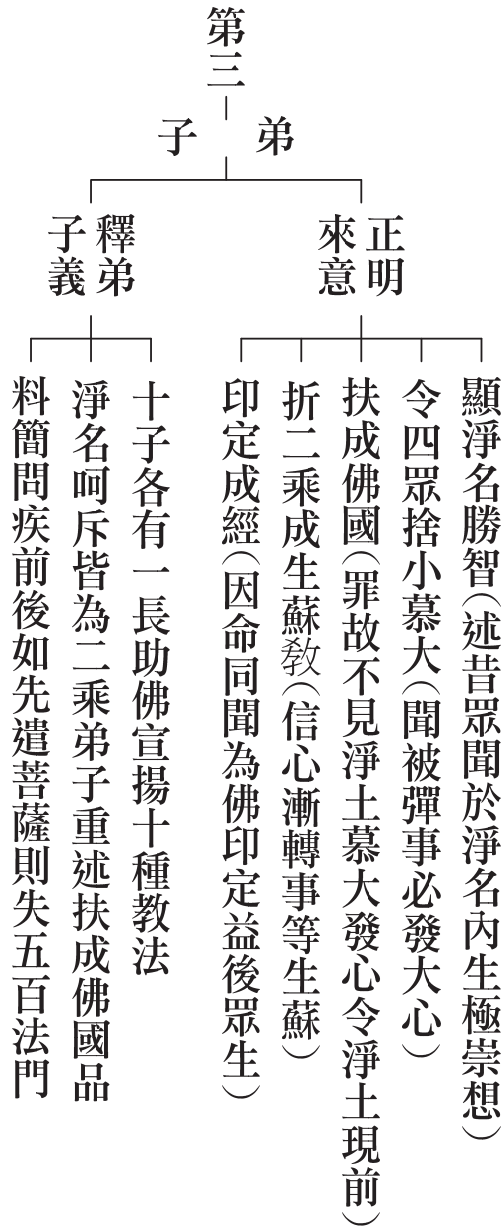 第三
弟子
正明
來意
顯淨名勝智(述昔眾聞於淨名內生極崇想)
令四眾捨小慕大(聞被彈事必發大心)
扶成佛國(罪故不見淨土慕大發心令淨土現前)
折二乘成生蘇教(信心漸轉事等生蘇)
印定成經(因命同聞為佛印定益後眾生)
釋弟
子義
十子各有一長助佛宣揚十種教法
淨名呵斥皆為二乘弟子重述扶成佛國品
料簡問疾前後如先遣菩薩則失五百法門